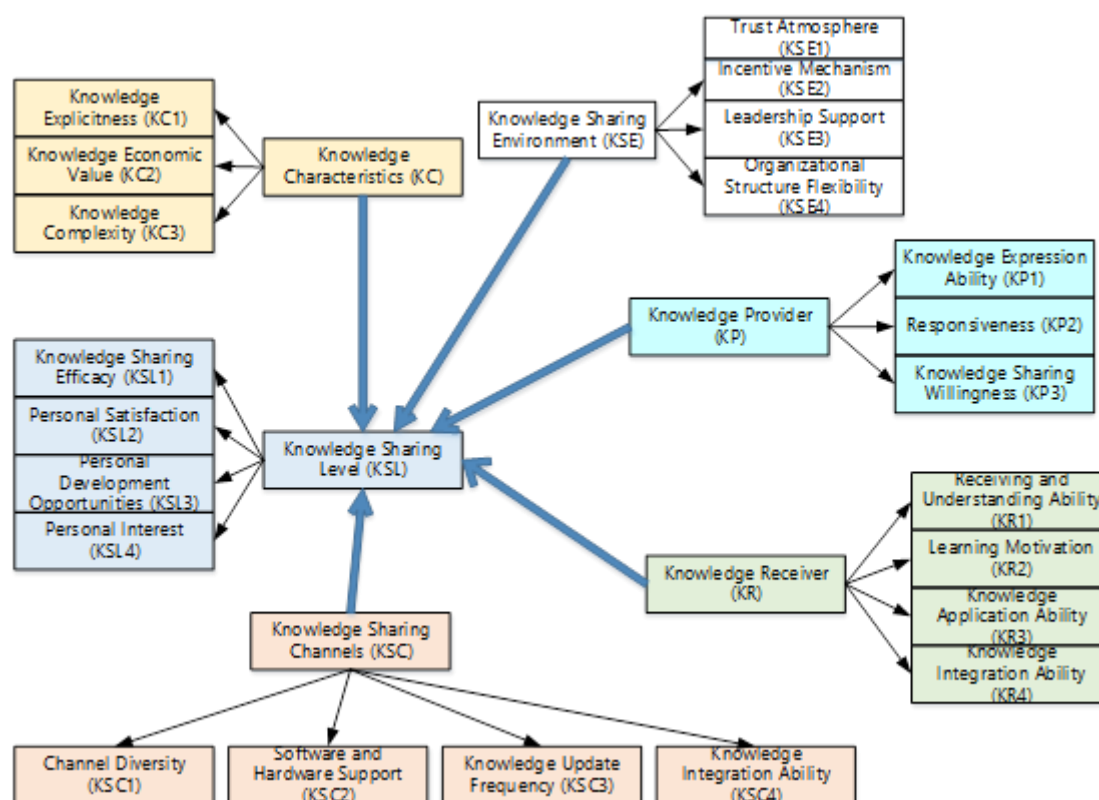 Trust Atmosphere
(KSE1)
Incentive Mechanism
(KSE2)
Leadership Support
(KSE3)
Organizational
Structure Flexibility
(KSE4)
Knowledge
Explicitness (KC1)
Knowledge Economic
Value (KC2)
Knowledge
Complexity (KC3)
Knowledge
Characteristics (KC)
Knowledge Sharing
Environment (KSE)
Knowledge Expression
Ability (KP1)
Responsiveness (KP2)
Knowledge Sharing
Willingness (KP3)
Knowledge Provider
(KP)
Knowledge Sharing
Efficacy (KSL1)
Personal Satisfaction
(KSL2)
Personal
Development
Opportunities (KSL3)
Personal Interest
(KSL4)
Knowledge Sharing
Level (KSL)
Receiving and
Understanding Ability
(KR1)
Learning Motivation
(KR2)
Knowledge
Application Ability
(KR3)
Knowledge
Integration Ability
(KR4)
Knowledge Receiver
(KR)
Knowledge Sharing
Channels (KSC)
Channel Diversity
(KSC1)
Software and
Hardware Support
(KSC2)
Knowledge Update
Frequency (KSC3)
Knowledge
Integration Ability
(KSC4)